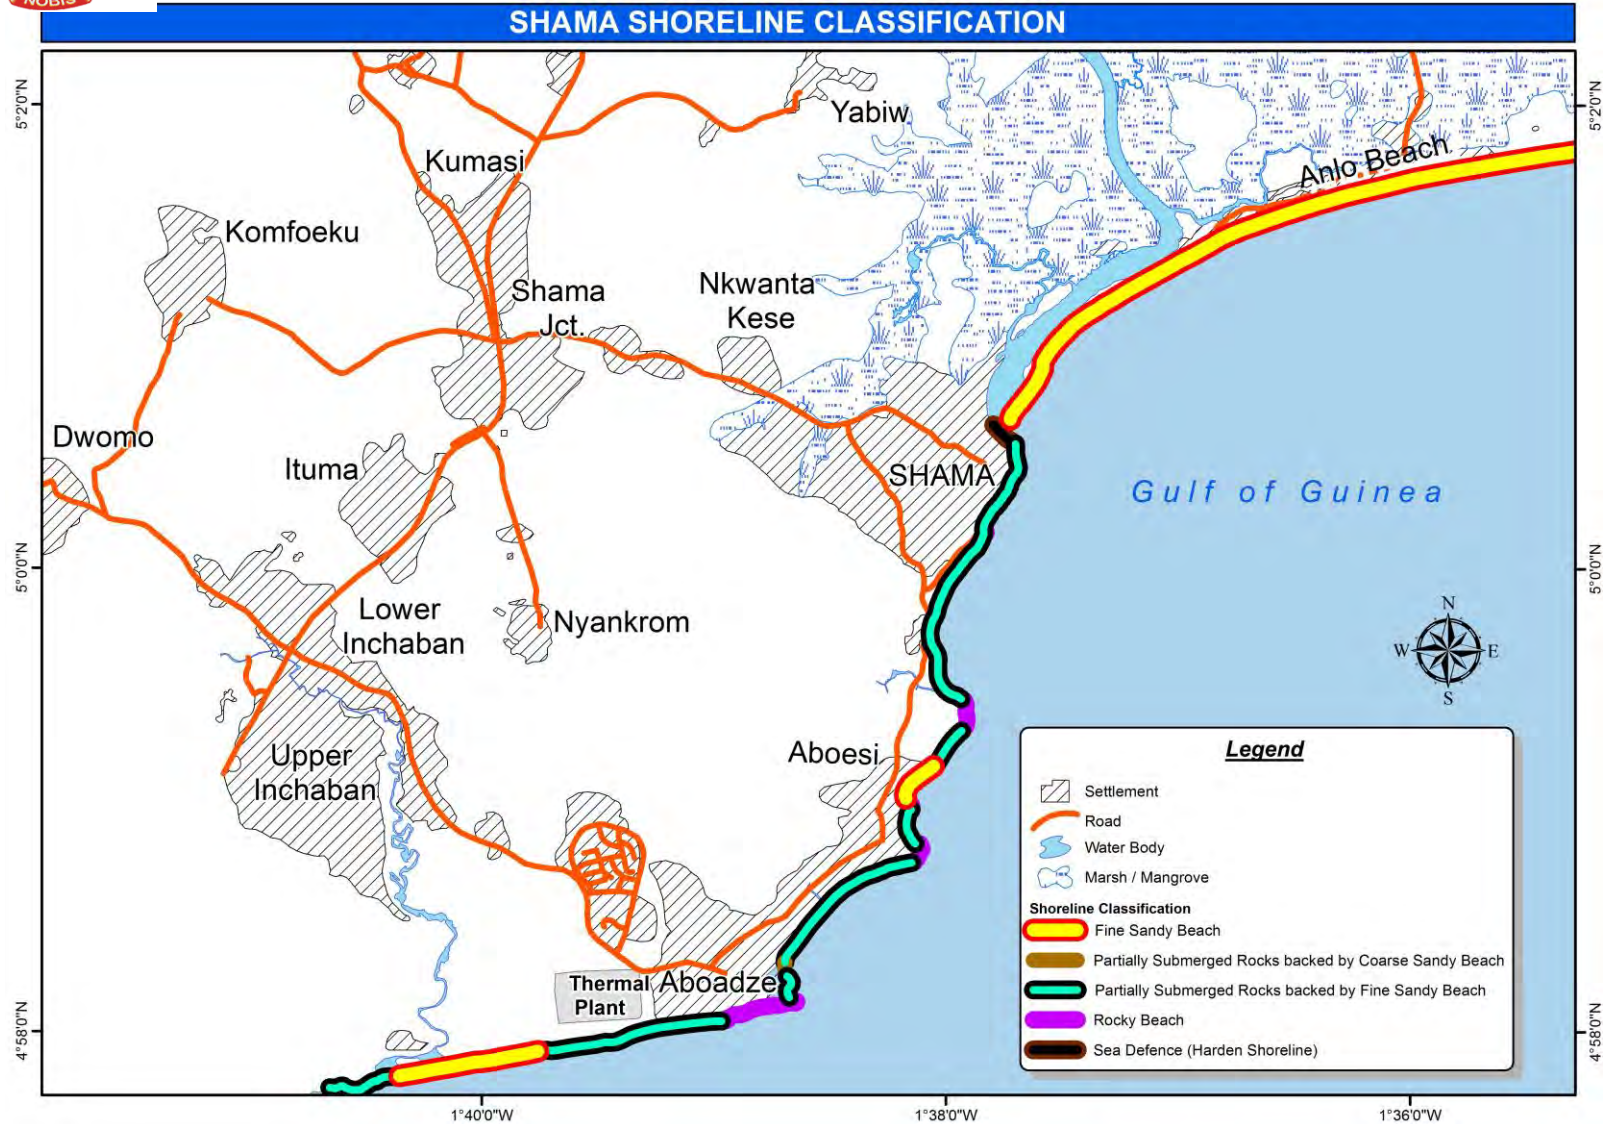 NOBIS
SHAMA SHORELINE CLASSIFICATION
5°2'0"N
5°2'0"N
Yabiw
Kumasi
Anlo Beach
Komfoeku
Shama
Jct.
Nkwanta
Kese
Dwomo
Ituma
SHAMA
Gulf of Guinea
5°0'0"N
5°0'0"N
Lower
Inchaban
Nyankrom
N
W
E
S
Upper
Inchaban
Aboesi
Thermal
Plant
Aboadze
4°58'0"N
4°58'0"N
Legend
Settlement
Road
Water Body
Marsh / Mangrove
Shoreline Classification
Fine Sandy Beach
Partially Submerged Rocks backed by Coarse Sandy Beach
Partially Submerged Rocks backed by Fine Sandy Beach
Rocky Beach
Sea Defence (Harden Shoreline)
1°40'0"W
1°38'0"W
1°36'0"W